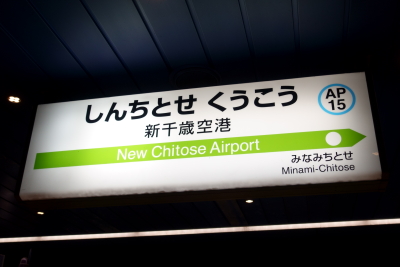 しんちとせ くうこう
AP
15
新千歳空港
New Chitose Airport
みなみちとせ
Minami-Chitose